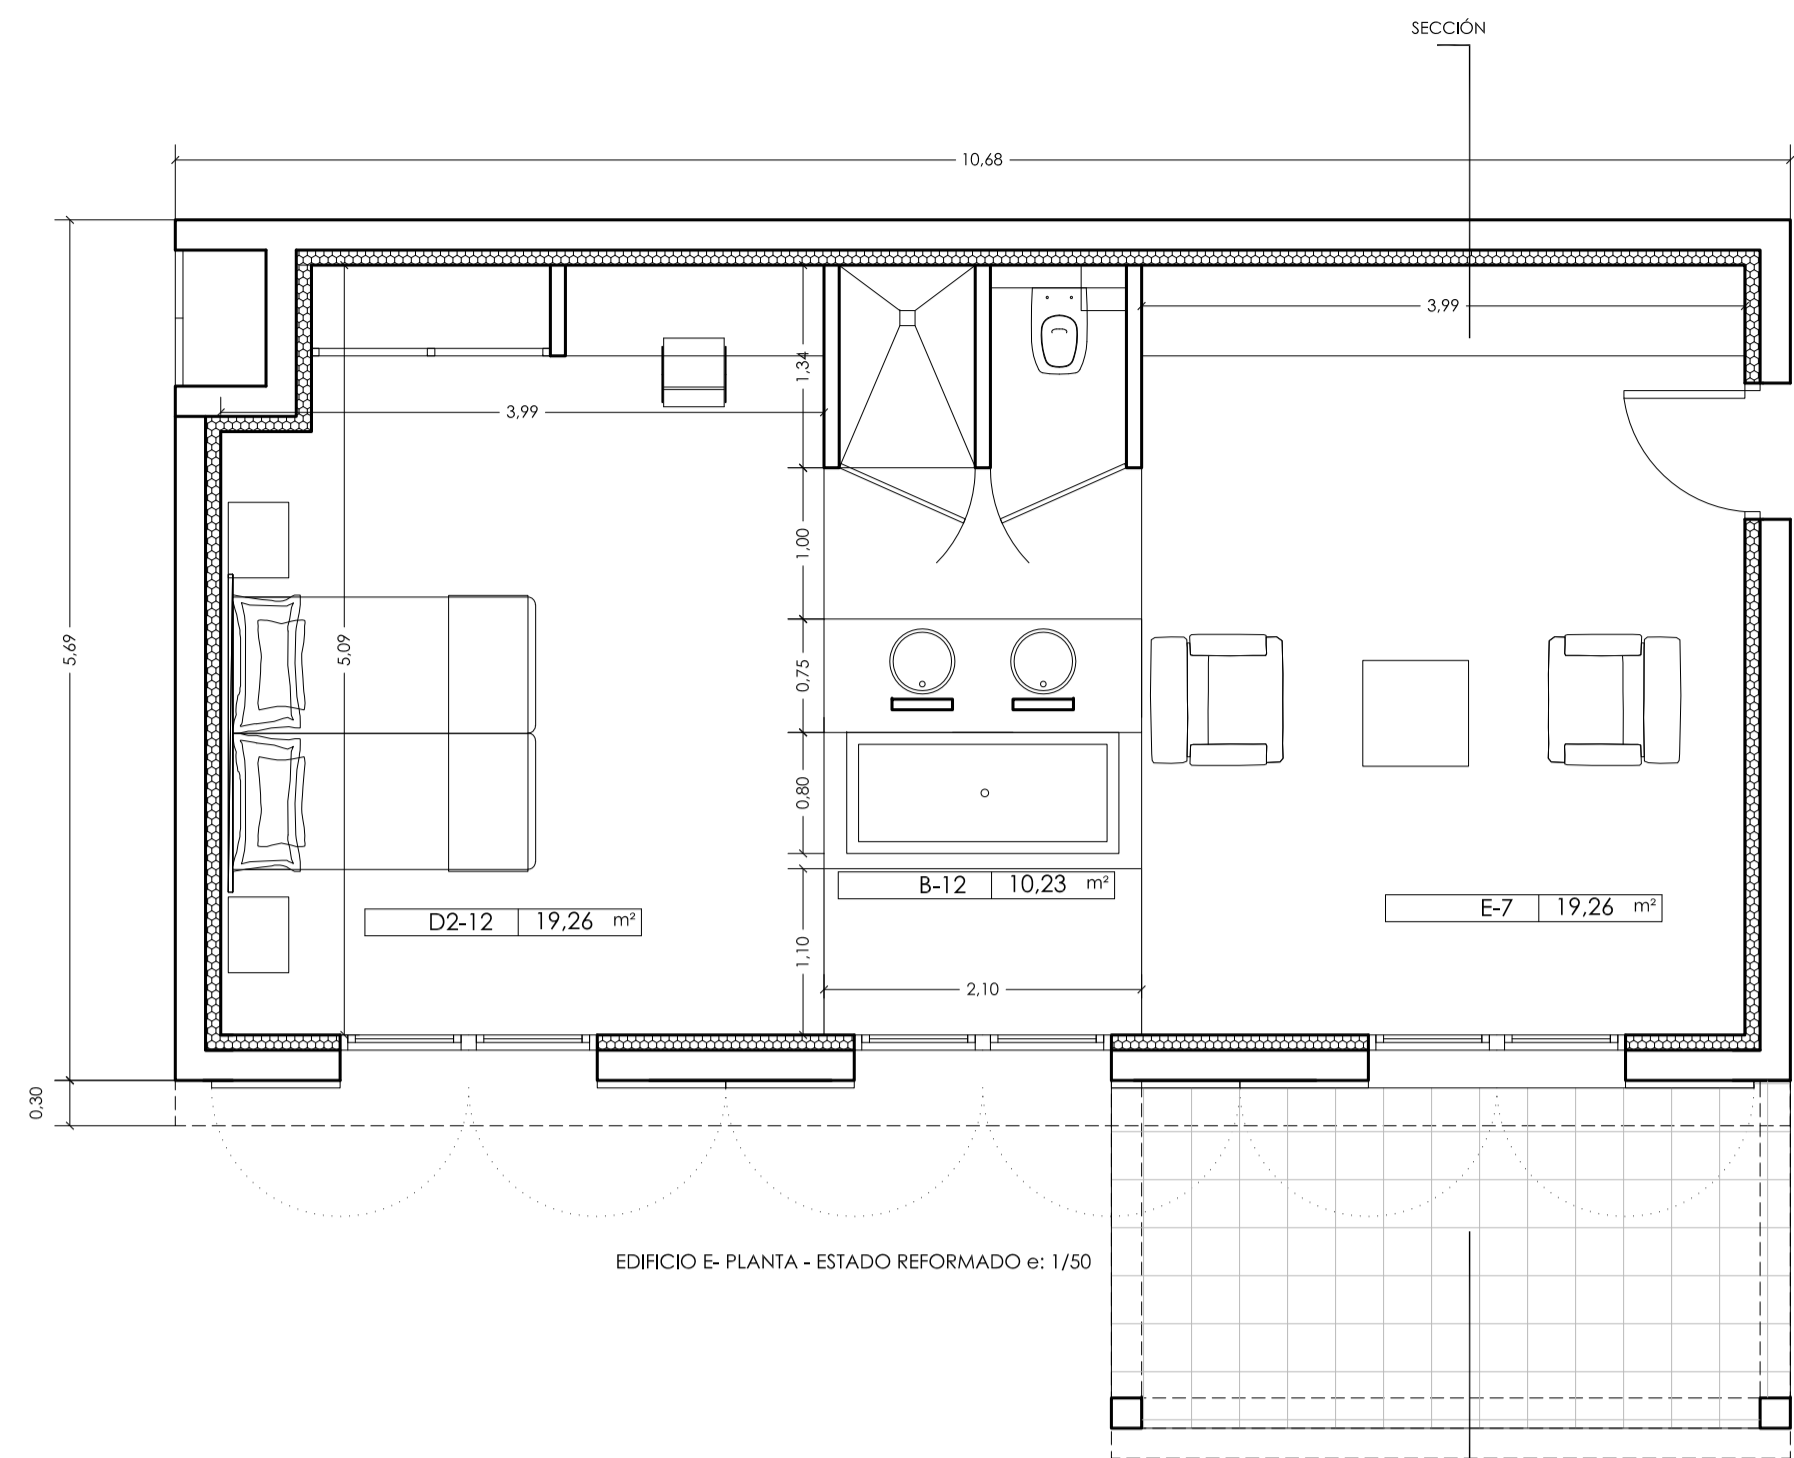 SECCIÓN
10,68
3,99
1,34
3,99
1,00
5,69
5,09
0,75
0,80
B-12 10,23 m²
E-7 19,26 m²
D2-12 19,26 m²
1,10
2,10
0,30
EDIFICIO E- PLANTA - ESTADO REFORMADO e: 1/50